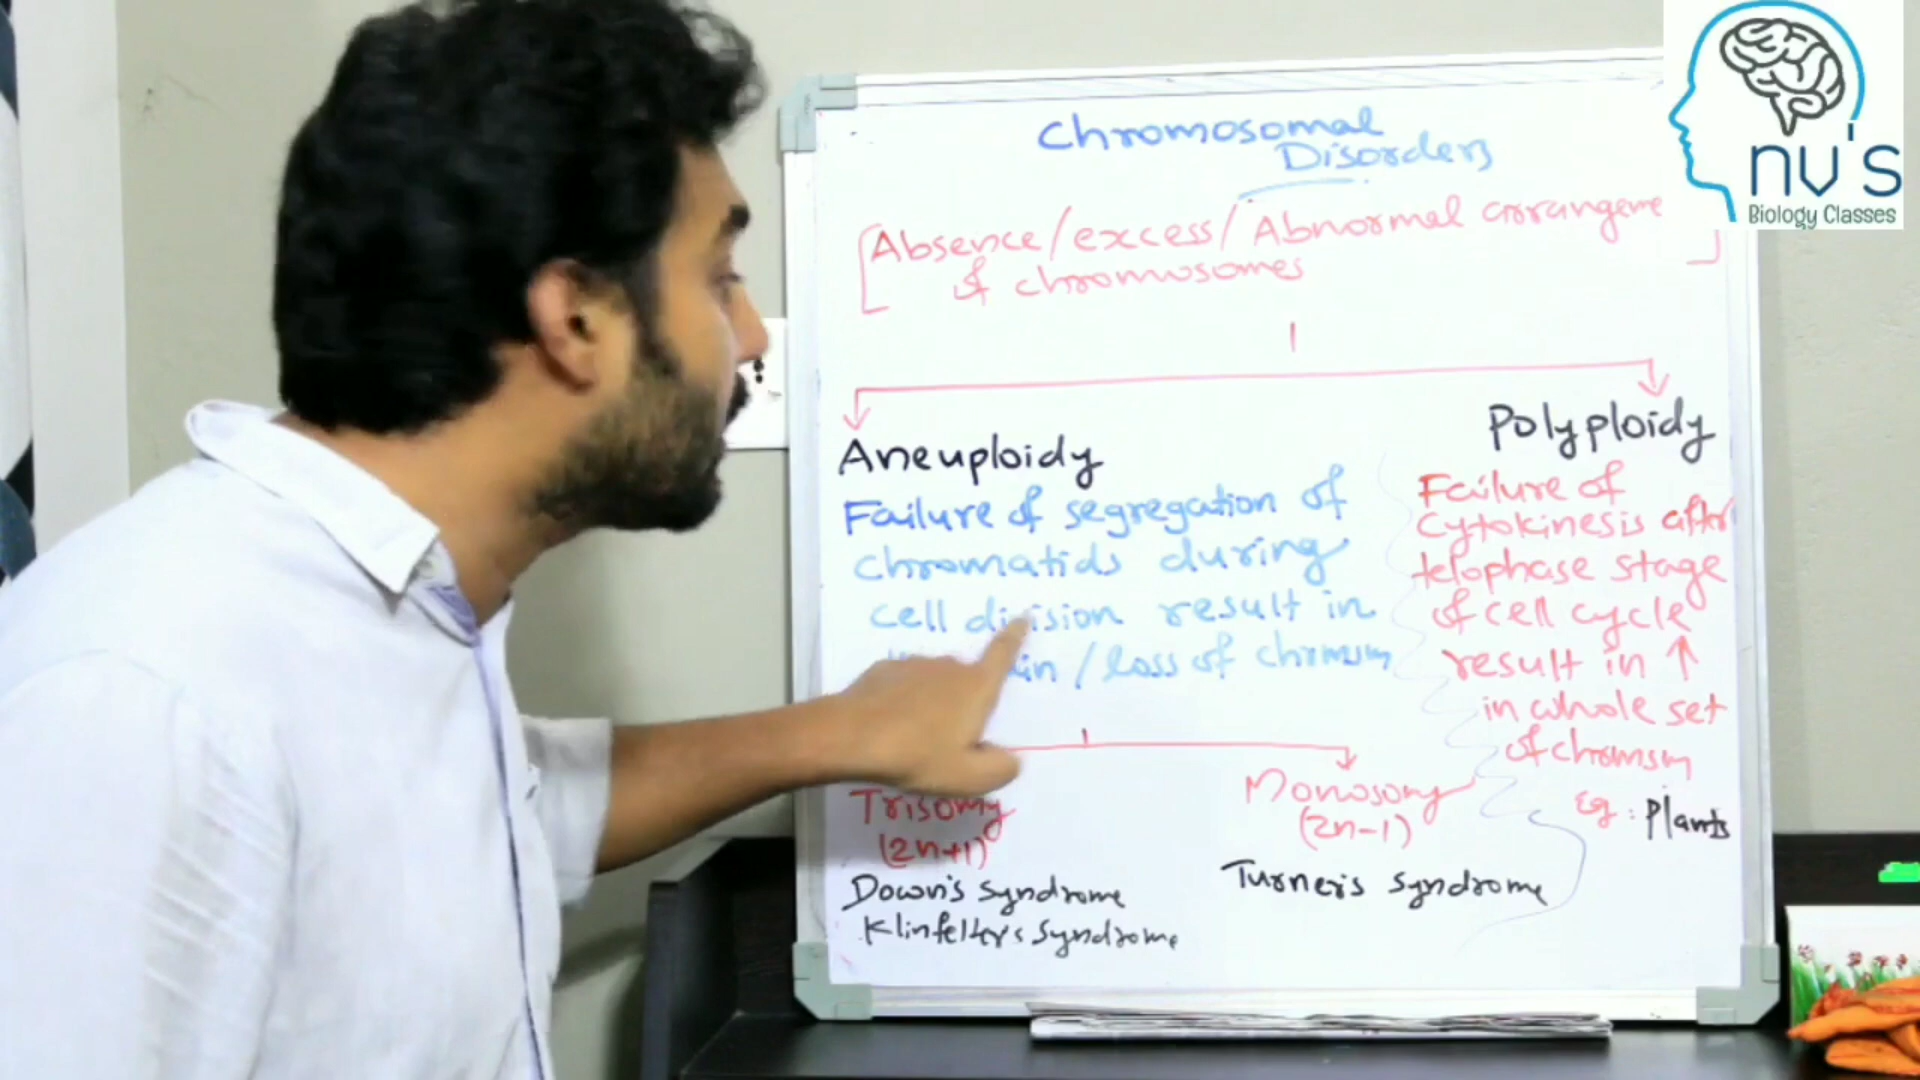 Chromosomal
Disorders
[Absence/excess/Abnormal arrangeme
of chromosomes]
Aneuploidy
Failure of segregation of
chromatids during
cell division result in
/loss of chrmsm
Trisomy
(2n+1)
Down's syndrome
Klinfelter's syndrome
Monosomy
(2n-1)
Turner's syndrome
Polyploidy
Failure of
cytokinesis after
telophase stage
of cell cycle
result in ↑
in whole set
of chromsm
Eg: Plants
nv's
Biology Classes